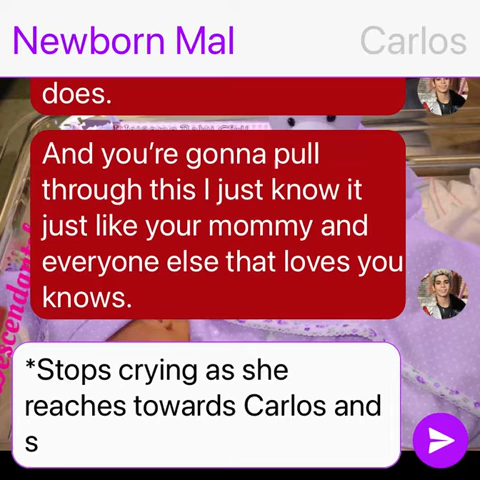 Newborn Mal
Carlos
does.
And you're gonna pull
through this I just know it
just like your mommy and
everyone else that loves you
knows.
*Stops crying as she
reaches towards Carlos and
s